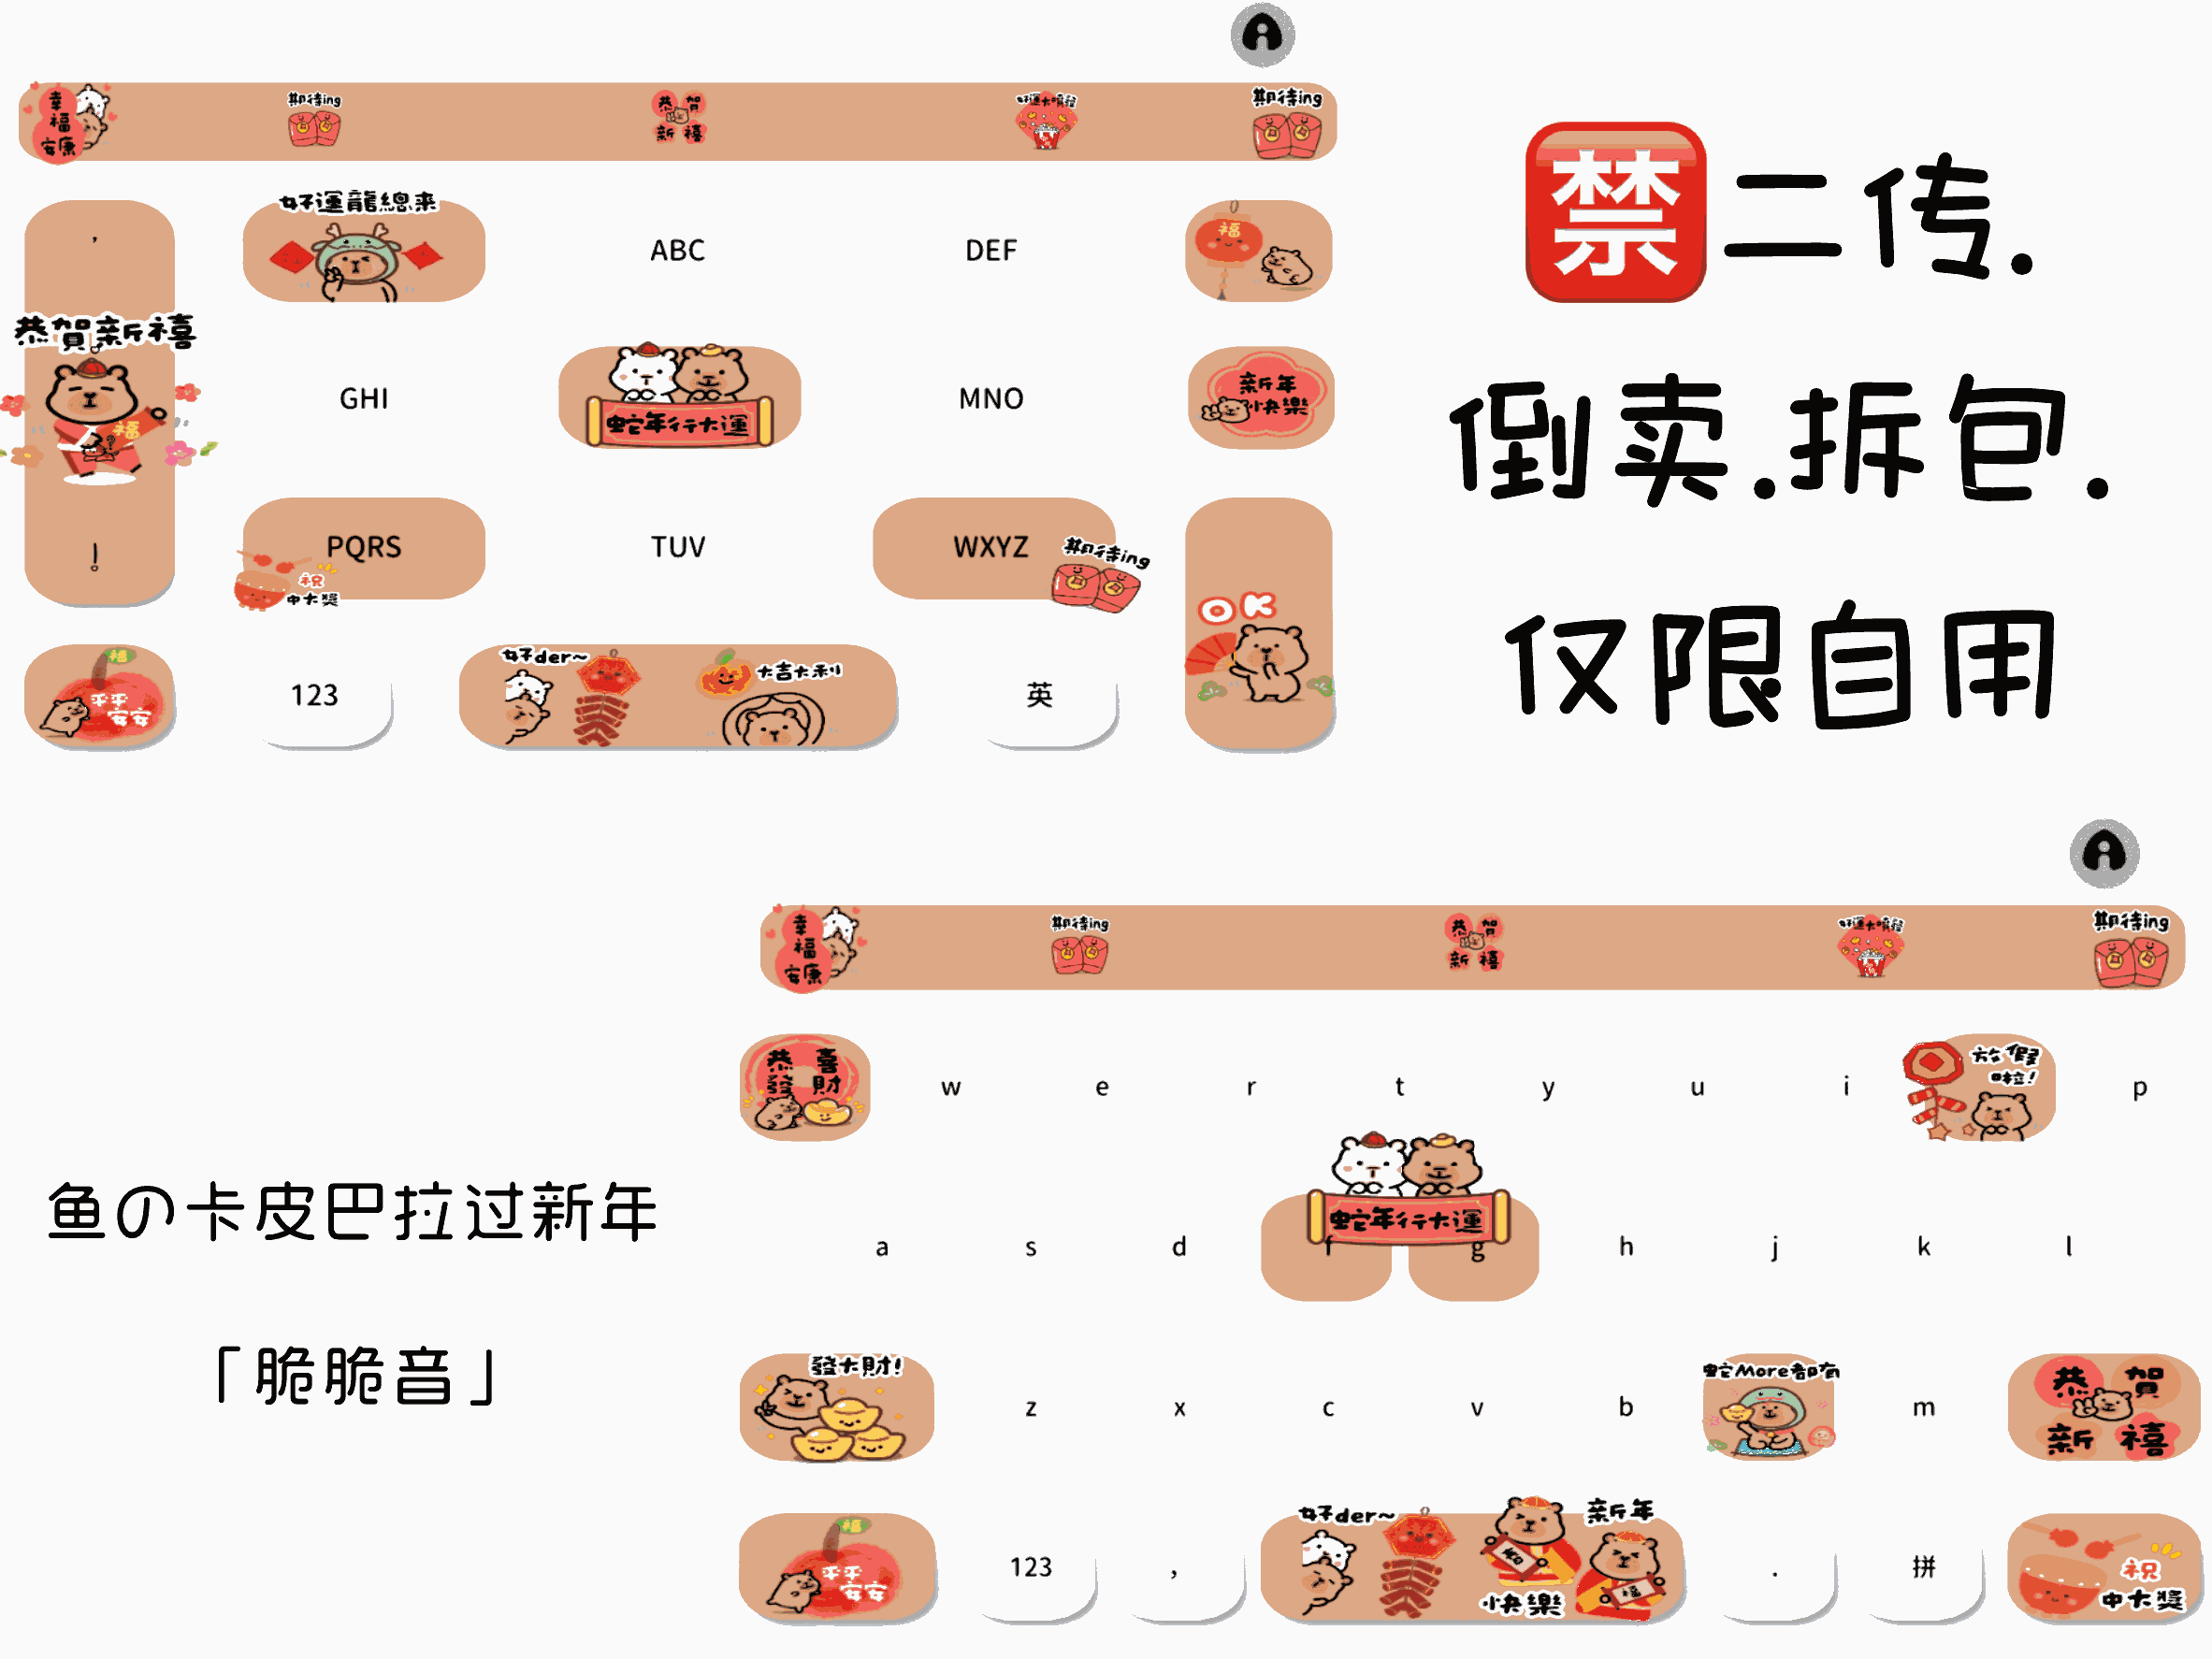 幸福安康
期待ing
恭賀新禧
好運大噴發
期待ing
,
好運龍總來
ABC
DEF
福
恭賀新禧
福
?
!
GHI
蛇年行大運
MNO
新年快樂
PQRS
祝中大獎
TUV
WXYZ
期待ing
OK
福
平平安安
123
好der~
大吉大利
英
禁二传.
倒卖.拆包.
仅限自用
鱼の卡皮巴拉过新年
「脆脆音」
幸福安康
期待ing
恭賀新禧
好運大噴發
期待ing
恭喜發財
w
e
r
t
y
u
i
放假啦!
p
a
s
d
蛇年行大運
f
g
h
j
k
l
發大財!
z
x
c
v
b
蛇More都有
m
恭賀新禧
福
平平安安
123
,
好der~
新年快樂
福
.
拼
祝中大獎